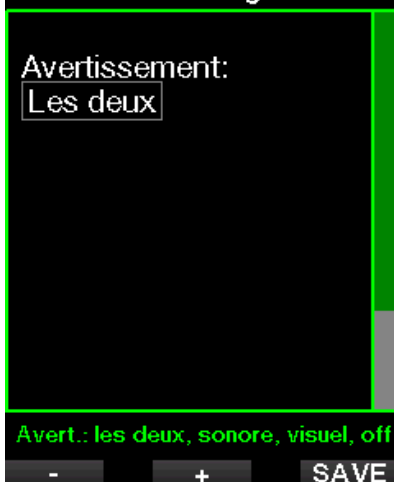 Avertissement:
Les deux
Avert.: les deux, sonore, visuel, off
- + SAVE